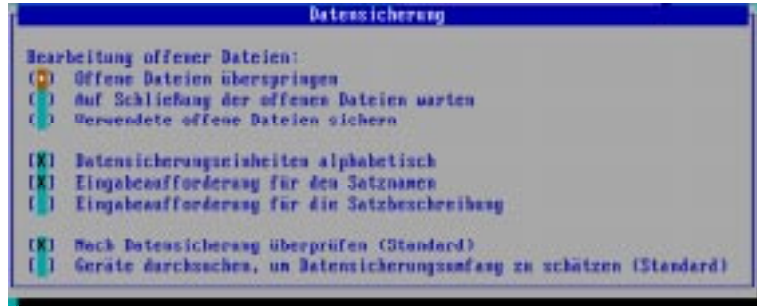 Datensicherung
Bearbeitung offener Dateien:
(•) Offene Dateien überspringen
( ) Auf Schließung der offenen Dateien warten
( ) Verwendete offene Dateien sichern
[X] Datensicherungseinheiten alphabetisch
[X] Eingabeaufforderung für den Satznamen
[ ] Eingabeaufforderung für die Satzbeschreibung
[X] Nach Datensicherung überprüfen (Standard)
[ ] Geräte durchsuchen, um Datensicherungsumfang zu schätzen (Standard)